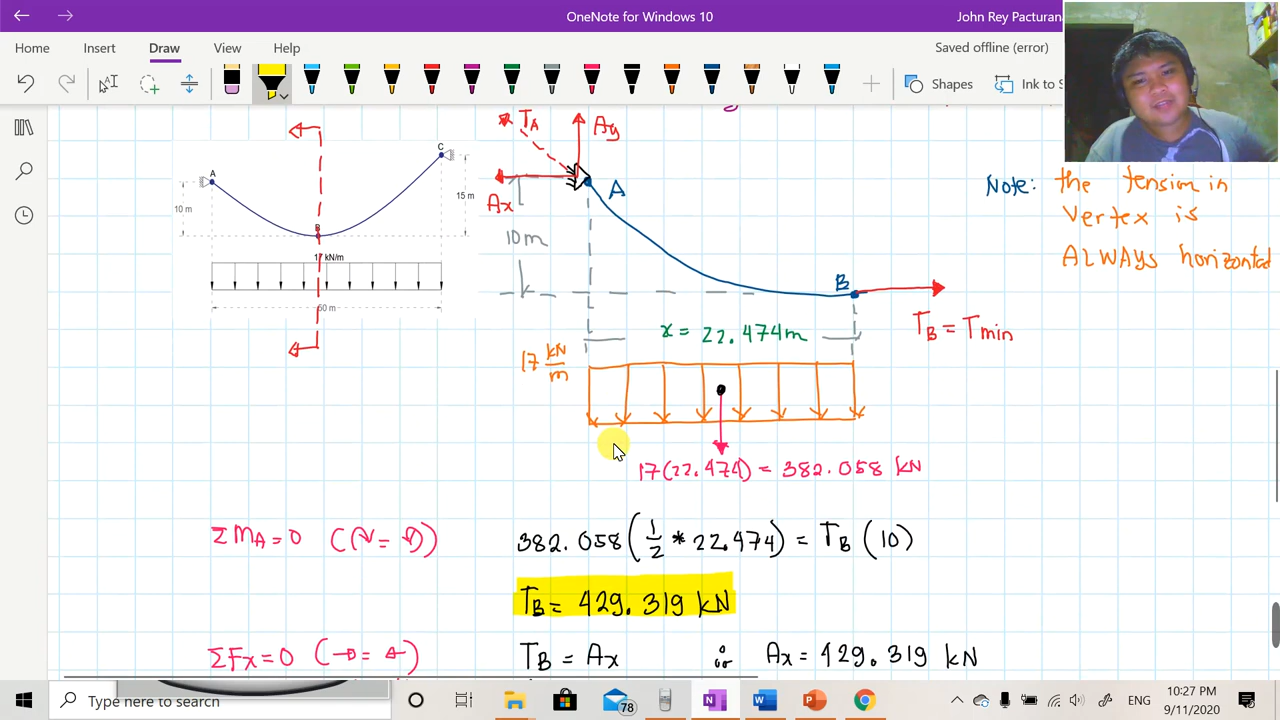 OneNote for Windows 10
John Rey Pacturan
Home Insert Draw View Help
Saved offline (error)
Shapes
Ink to S
A
C
10 m
15 m
B
17 kN/m
50 m
TA
Ay
Ax
A
10m
B
TB = Tmin
x = 22.474m
17 kN/m
17(22.474) = 382.058 kN
Note: the tension in
vertex is
ALWAYS horizontal
ΣMA=0
382.058(1/2 * 22.474) = TB (10)
TB = 429.319 kN
ΣFx=0 (→=←)
TB = Ax ∴ Ax = 429.319 kN
Type here to search
78
ENG
10:27 PM
9/11/2020